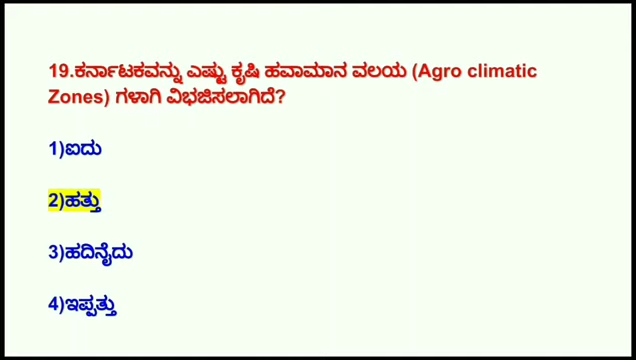 19.ಕರ್ನಾಟಕವನ್ನು ಎಷ್ಟು ಕೃಷಿ ಹವಾಮಾನ ವಲಯ (Agro climatic
Zones) ಗಳಾಗಿ ವಿಭಜಿಸಲಾಗಿದೆ?
1)ಐದು
2)ಹತ್ತು
3)ಹದಿನೈದು
4)ಇಪ್ಪತ್ತು